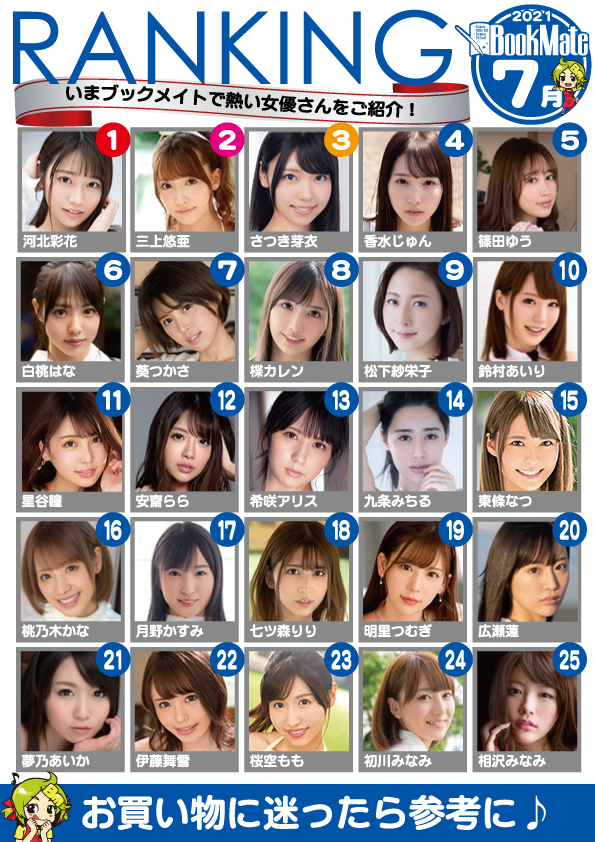 RANKING
2021
BOOKMATE
7月
いまブックメイトで熱い女優さんをご紹介！
1 2 3 4 5
河北彩花 三上悠亜 さつき芽衣 香水じゅん 篠田ゆう
6 7 8 9 10
白桃はな 葵つかさ 楪カレン 松下紗栄子 鈴村あいり
11 12 13 14 15
星谷瞳 安齋らら 希咲アリス 九条みちる 東條なつ
16 17 18 19 20
桃乃木かな 月野かすみ 七ツ森りり 明里つむぎ 広瀬蓮
21 22 23 24 25
夢乃あいか 伊藤舞雪 桜空もも 初川みなみ 相沢みなみ
お買い物に迷ったら参考に♪